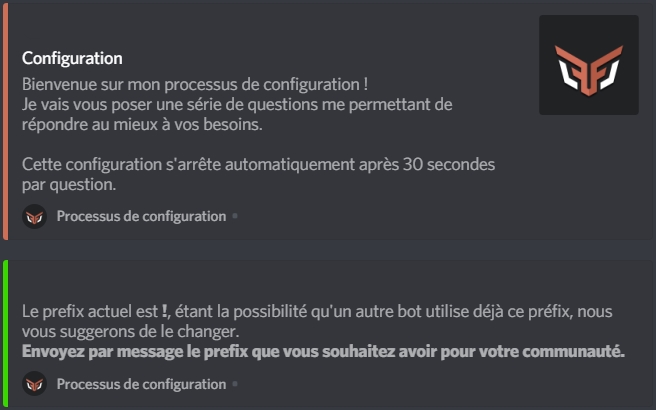 Configuration
Bienvenue sur mon processus de configuration !
Je vais vous poser une série de questions me permettant de
répondre au mieux à vos besoins.
Cette configuration s'arrête automatiquement après 30 secondes
par question.
Processus de configuration •
Le prefix actuel est !, étant la possibilité qu'un autre bot utilise déjà ce préfix, nous
vous suggerons de le changer.
Envoyez par message le prefix que vous souhaitez avoir pour votre communauté.
Processus de configuration •